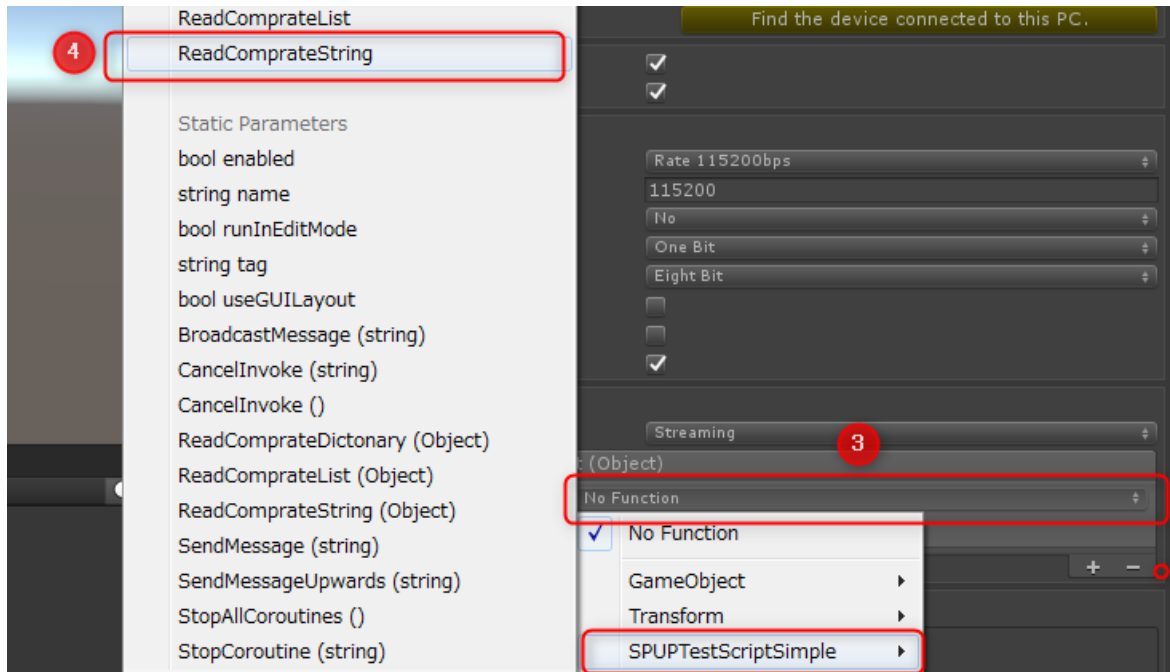 ReadComprateList
4
ReadComprateString
Static Parameters
bool enabled
string name
bool runInEditMode
string tag
bool useGUILayout
BroadcastMessage (string)
CancelInvoke (string)
CancelInvoke ()
ReadComprateDictonary (Object)
ReadComprateList (Object)
ReadComprateString (Object)
SendMessage (string)
SendMessageUpwards (string)
StopAllCoroutines ()
StopCoroutine (string)
Find the device connected to this PC.
Rate 115200bps
115200
No
One Bit
Eight Bit
Streaming
3
(Object)
No Function
No Function
GameObject
Transform
SPUPTestScriptSimple